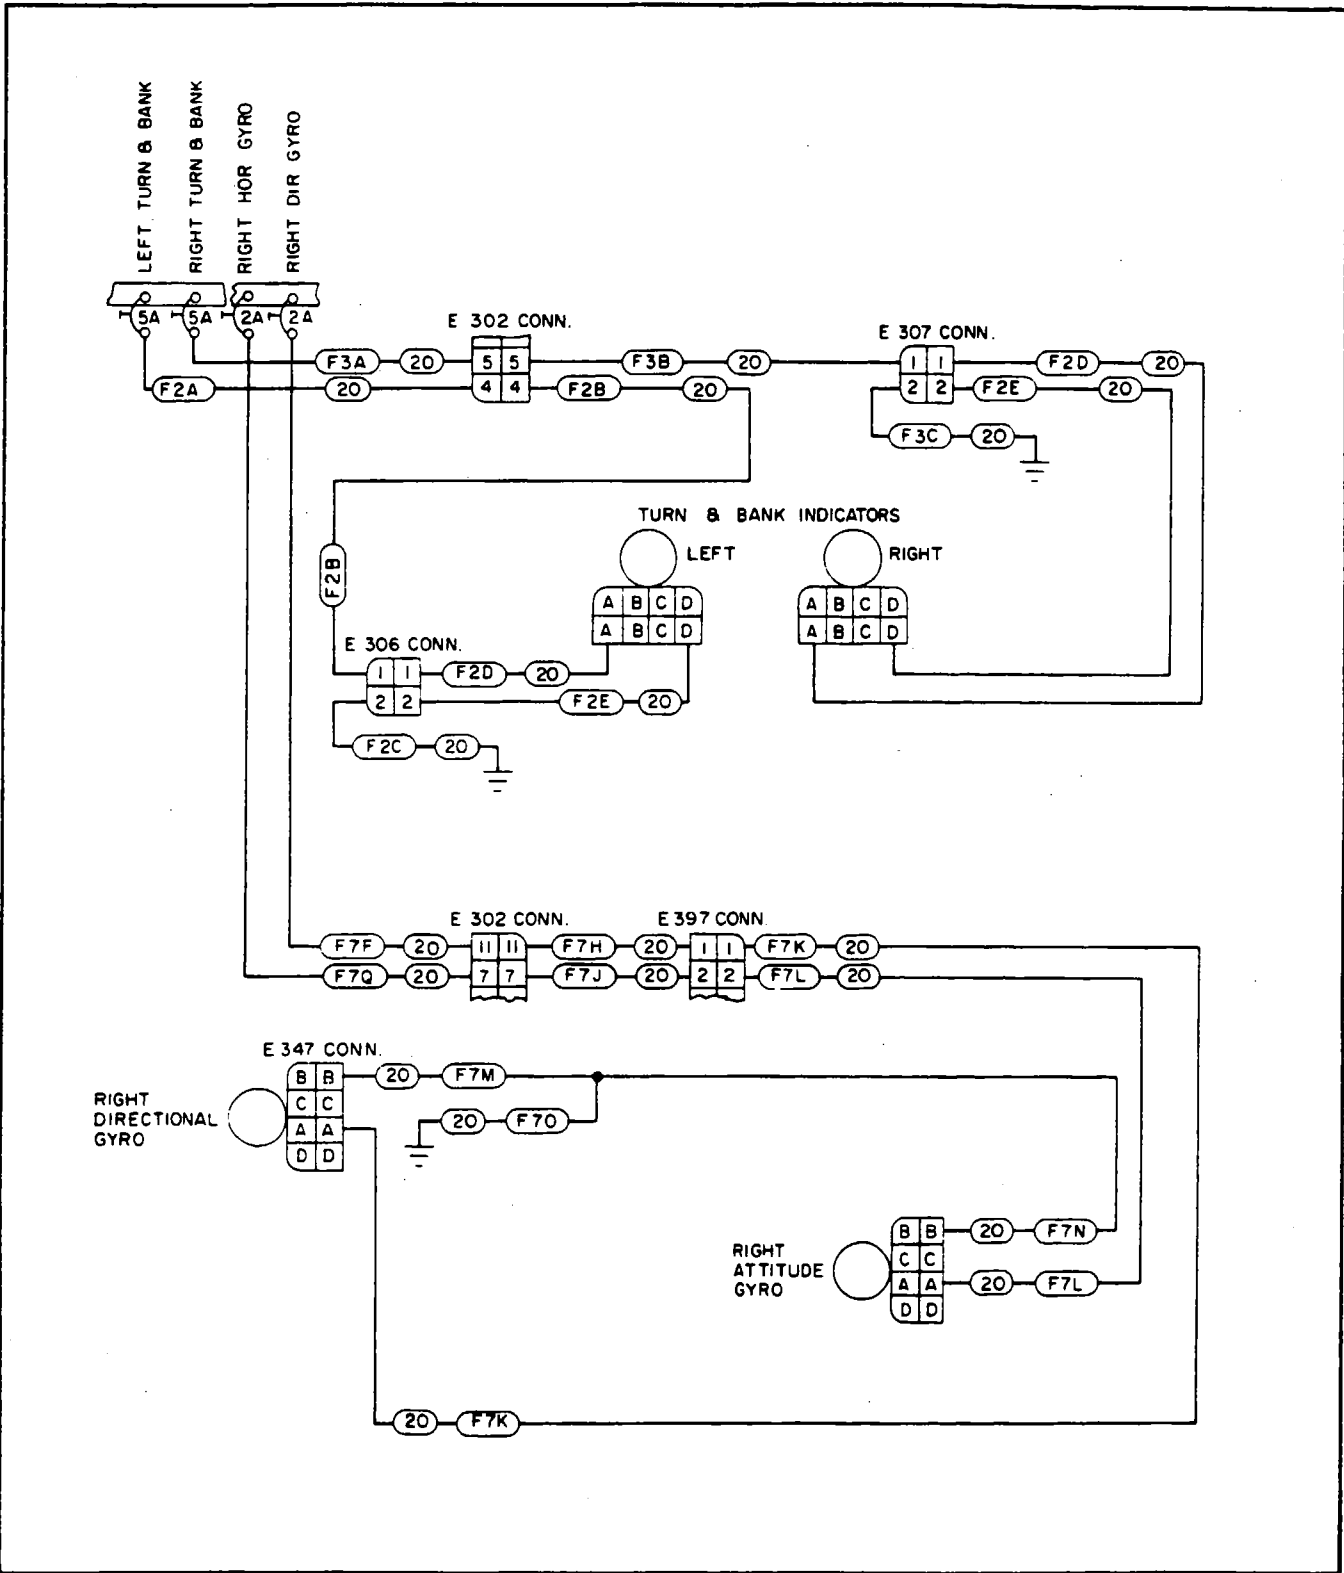 LEFT TURN & BANK
RIGHT TURN & BANK
RIGHT HOR GYRO
RIGHT DIR GYRO
5A 5A 2A 2A
E 302 CONN.
E 307 CONN.
F3A 20 5 5 F3B 20 1 1 F2D 20
F2A 20 4 4 F2B 20 2 2 F2E 20
F3C 20
TURN & BANK INDICATORS
LEFT
RIGHT
F2B
A B C D
A B C D
A B C D
A B C D
E 306 CONN.
1 1 F2D 20
2 2 F2E 20
F2C 20
E 302 CONN.
E 397 CONN.
F7F 20 11 11 F7H 20 1 1 F7K 20
F7Q 20 7 7 F7J 20 2 2 F7L 20
E 347 CONN.
B B 20 F7M
RIGHT
DIRECTIONAL
GYRO
C C
A A
D D
20 F7O
RIGHT
ATTITUDE
GYRO
B B 20 F7N
C C
A A 20 F7L
D D
20 F7K